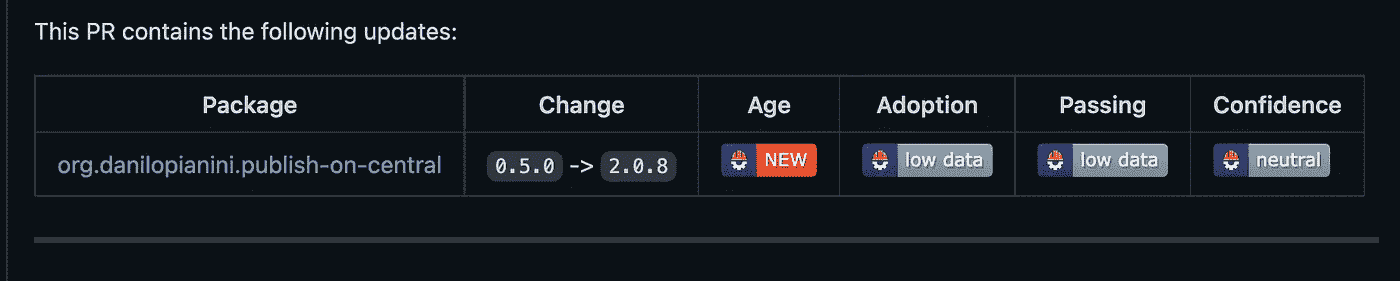 This PR contains the following updates:
Package Change Age Adoption Passing Confidence
org.danilopianini.publish-on-central 0.5.0 -> 2.0.8 NEW low data low data neutral